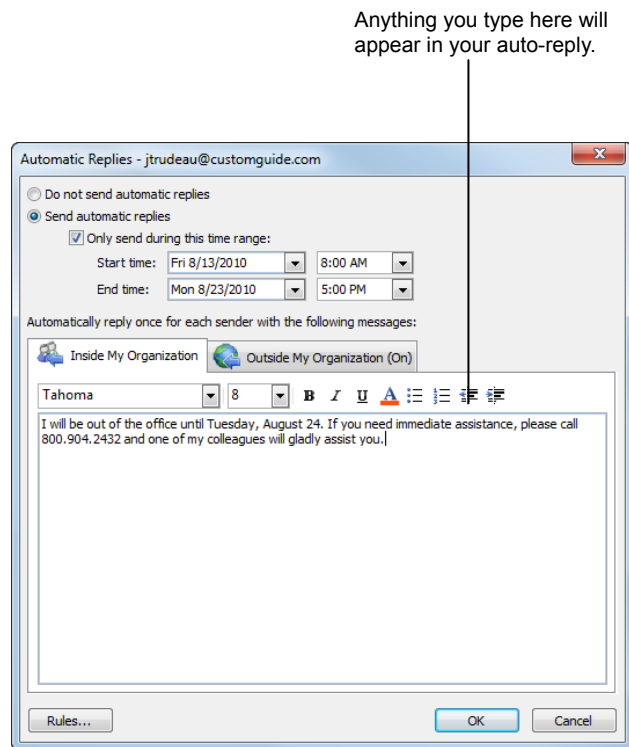 Anything you type here will
appear in your auto-reply.
Automatic Replies - jtrudeau@customguide.com
Do not send automatic replies
Send automatic replies
Only send during this time range:
Start time: Fri 8/13/2010 8:00 AM
End time: Mon 8/23/2010 5:00 PM
Automatically reply once for each sender with the following messages:
Inside My Organization Outside My Organization (On)
Tahoma 8 B I U A
I will be out of the office until Tuesday, August 24. If you need immediate assistance, please call
800.904.2432 and one of my colleagues will gladly assist you.
Rules... OK Cancel